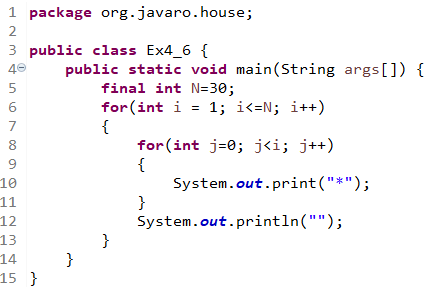 1 package org.javaro.house;
2
3 public class Ex4_6 {
4     public static void main(String args[]) {
5         final int N=30;
6         for(int i = 1; i<=N; i++)
7         {
8             for(int j=0; j<i; j++)
9             {
10                 System.out.print("*");
11             }
12             System.out.println("");
13         }
14     }
15 }